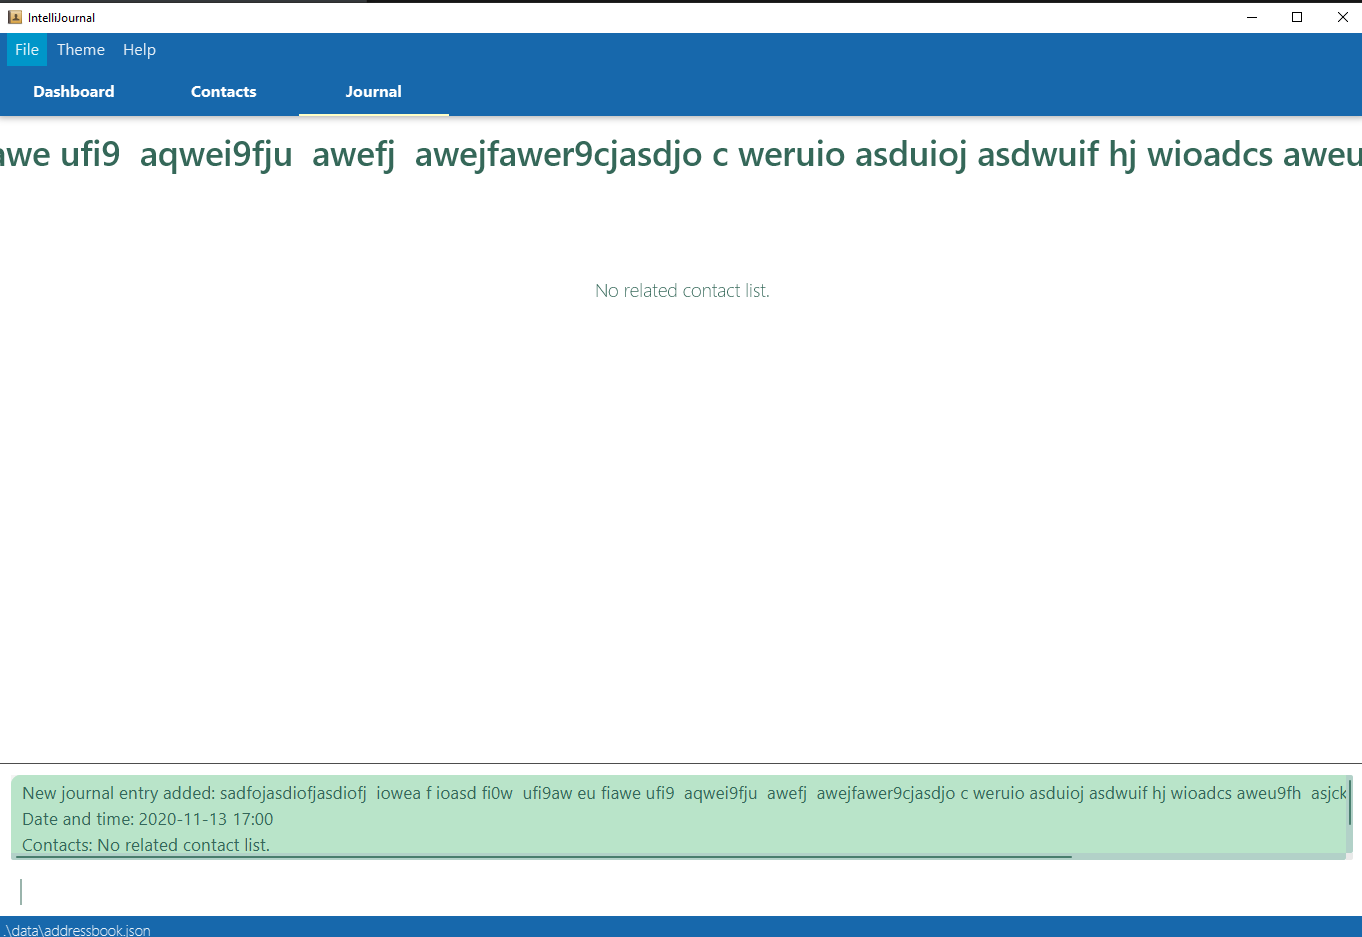 IntelliJournal
File Theme Help
Dashboard Contacts Journal
awe ufi9  aqwei9fju  awefj  awejfawer9cjasdjo c weruio asduioj asdwuif hj wioadcs aweu
No related contact list.
New journal entry added: sadfojasdiofjasdiofj  iowea f ioasd fi0w  ufi9aw eu fiawe ufi9  aqwei9fju  awefj  awejfawer9cjasdjo c weruio asduioj asdwuif hj wioadcs aweu9fh  asjck
Date and time: 2020-11-13 17:00
Contacts: No related contact list.
.\data\addressbook.json